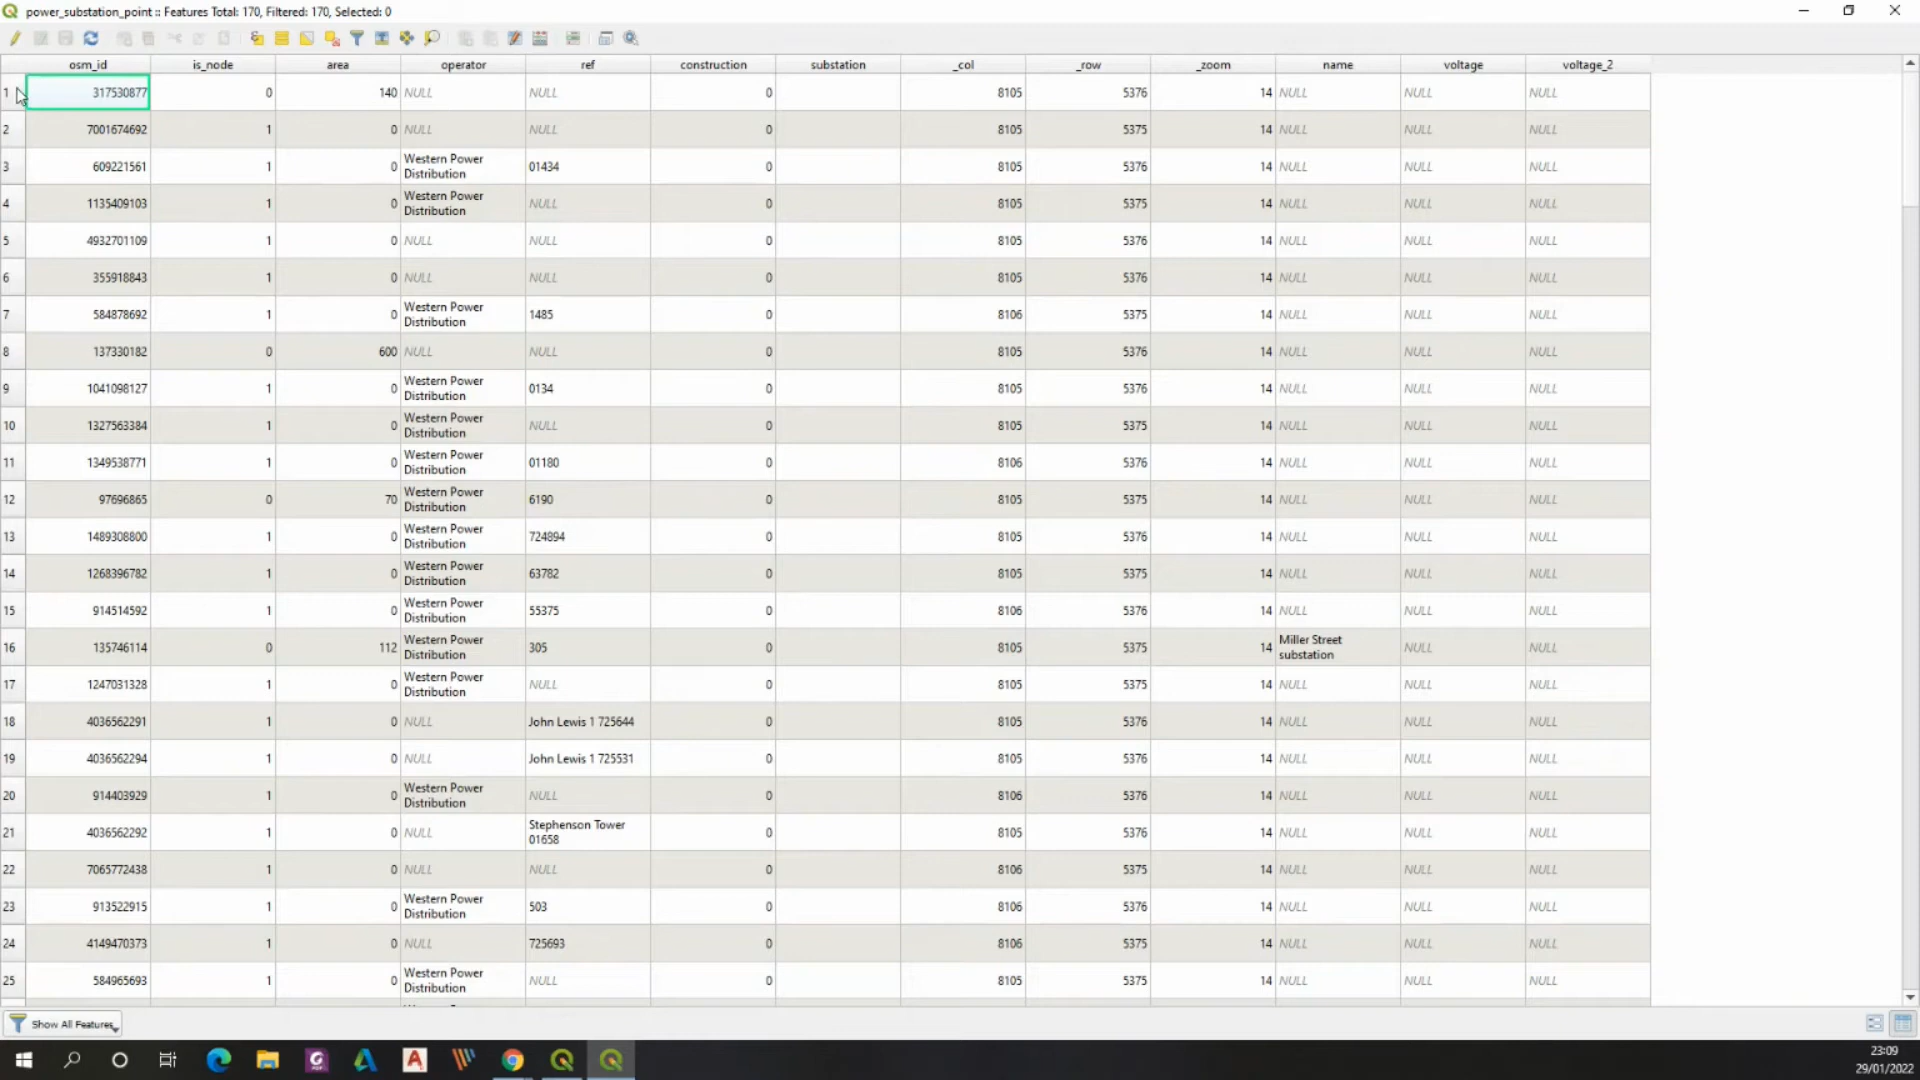 power_substation_point :: Features Total: 170, Filtered: 170, Selected: 0
osm_id is_node area operator ref construction substation _col _row _zoom name voltage voltage_2
1 317530877 0 140 NULL NULL 0 8105 5376 14 NULL NULL NULL
2 7001674692 1 0 NULL NULL 0 8105 5375 14 NULL NULL NULL
3 609221561 1 0 Western Power Distribution 01434 0 8105 5376 14 NULL NULL NULL
4 1135409103 1 0 Western Power Distribution NULL 0 8105 5375 14 NULL NULL NULL
5 4932701109 1 0 NULL NULL 0 8105 5376 14 NULL NULL NULL
6 355918843 1 0 NULL NULL 0 8105 5376 14 NULL NULL NULL
7 584878692 1 0 Western Power Distribution 1485 0 8106 5375 14 NULL NULL NULL
8 137330182 0 600 NULL NULL 0 8105 5376 14 NULL NULL NULL
9 1041098127 1 0 Western Power Distribution 0134 0 8105 5376 14 NULL NULL NULL
10 1327563384 1 0 Western Power Distribution NULL 0 8105 5375 14 NULL NULL NULL
11 1349538771 1 0 Western Power Distribution 01180 0 8106 5376 14 NULL NULL NULL
12 97696865 0 70 Western Power Distribution 6190 0 8105 5375 14 NULL NULL NULL
13 1489308800 1 0 Western Power Distribution 724894 0 8105 5375 14 NULL NULL NULL
14 1268396782 1 0 Western Power Distribution 63782 0 8105 5375 14 NULL NULL NULL
15 914514592 1 0 Western Power Distribution 55375 0 8106 5376 14 NULL NULL NULL
16 135746114 0 112 Western Power Distribution 305 0 8105 5375 14 Miller Street substation NULL NULL
17 1247031328 1 0 Western Power Distribution NULL 0 8105 5375 14 NULL NULL NULL
18 4036562291 1 0 NULL John Lewis 1 725644 0 8105 5376 14 NULL NULL NULL
19 4036562294 1 0 NULL John Lewis 1 725531 0 8105 5376 14 NULL NULL NULL
20 914403929 1 0 Western Power Distribution NULL 0 8106 5376 14 NULL NULL NULL
21 4036562292 1 0 NULL Stephenson Tower 01658 0 8105 5376 14 NULL NULL NULL
22 7065772438 1 0 NULL NULL 0 8106 5375 14 NULL NULL NULL
23 913522915 1 0 Western Power Distribution 503 0 8106 5376 14 NULL NULL NULL
24 4149470373 1 0 NULL 725693 0 8106 5375 14 NULL NULL NULL
25 584965693 1 0 Western Power Distribution NULL 0 8105 5375 14 NULL NULL NULL
Show All Features
23:09
29/01/2022